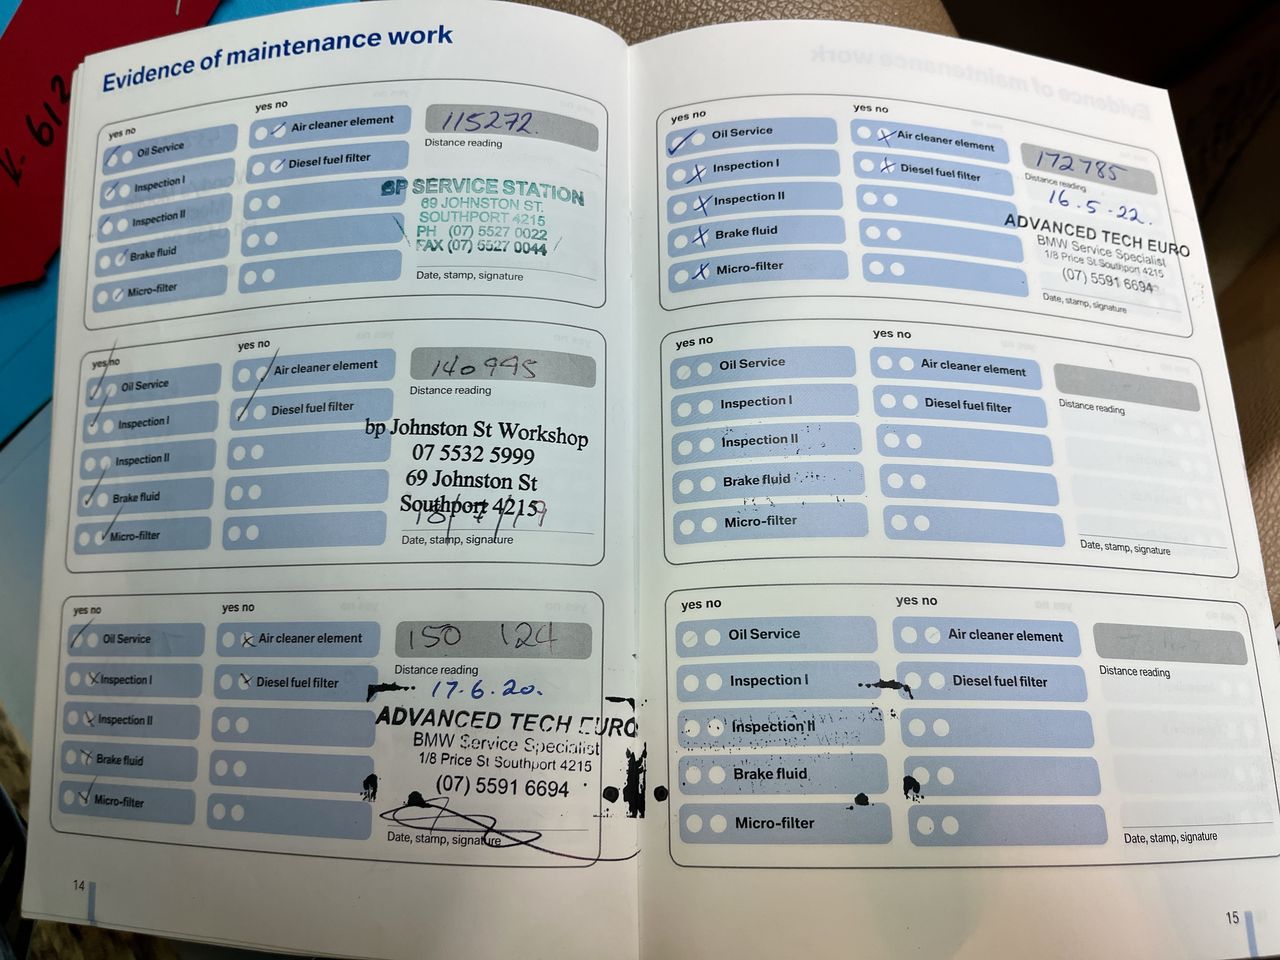 Evidence of maintenance work
yes no
yes no
Oil Service
Air cleaner element
115272
Distance reading
Inspection I
Diesel fuel filter
Inspection II
Brake fluid
Micro-filter
BP SERVICE STATION
69 JOHNSTON ST.
SOUTHPORT 4215
PH (07) 5527 0022
FAX (07) 5527 0044
Date, stamp, signature
yes no
yes no
Oil Service
Air cleaner element
140995
Distance reading
Inspection I
Diesel fuel filter
Inspection II
Brake fluid
Micro-filter
bp Johnston St Workshop
07 5532 5999
69 Johnston St
Southport 4215
Date, stamp, signature
yes no
yes no
Oil Service
Air cleaner element
150 124
Distance reading
Inspection I
Diesel fuel filter
Inspection II
Brake fluid
Micro-filter
17.6.20.
ADVANCED TECH EURO
BMW Service Specialist
1/8 Price St Southport 4215
(07) 5591 6694
Date, stamp, signature
14
yes no
yes no
Oil Service
Air cleaner element
172785
Distance reading
Inspection I
Diesel fuel filter
Inspection II
Brake fluid
Micro-filter
16.5.22.
ADVANCED TECH EURO
BMW Service Specialist
1/8 Price St Southport 4215
(07) 5591 6694
Date, stamp, signature
yes no
yes no
Oil Service
Air cleaner element
Distance reading
Inspection I
Diesel fuel filter
Inspection II
Brake fluid
Micro-filter
Date, stamp, signature
yes no
yes no
Oil Service
Air cleaner element
Distance reading
Inspection I
Diesel fuel filter
Inspection II
Brake fluid
Micro-filter
Date, stamp, signature
15